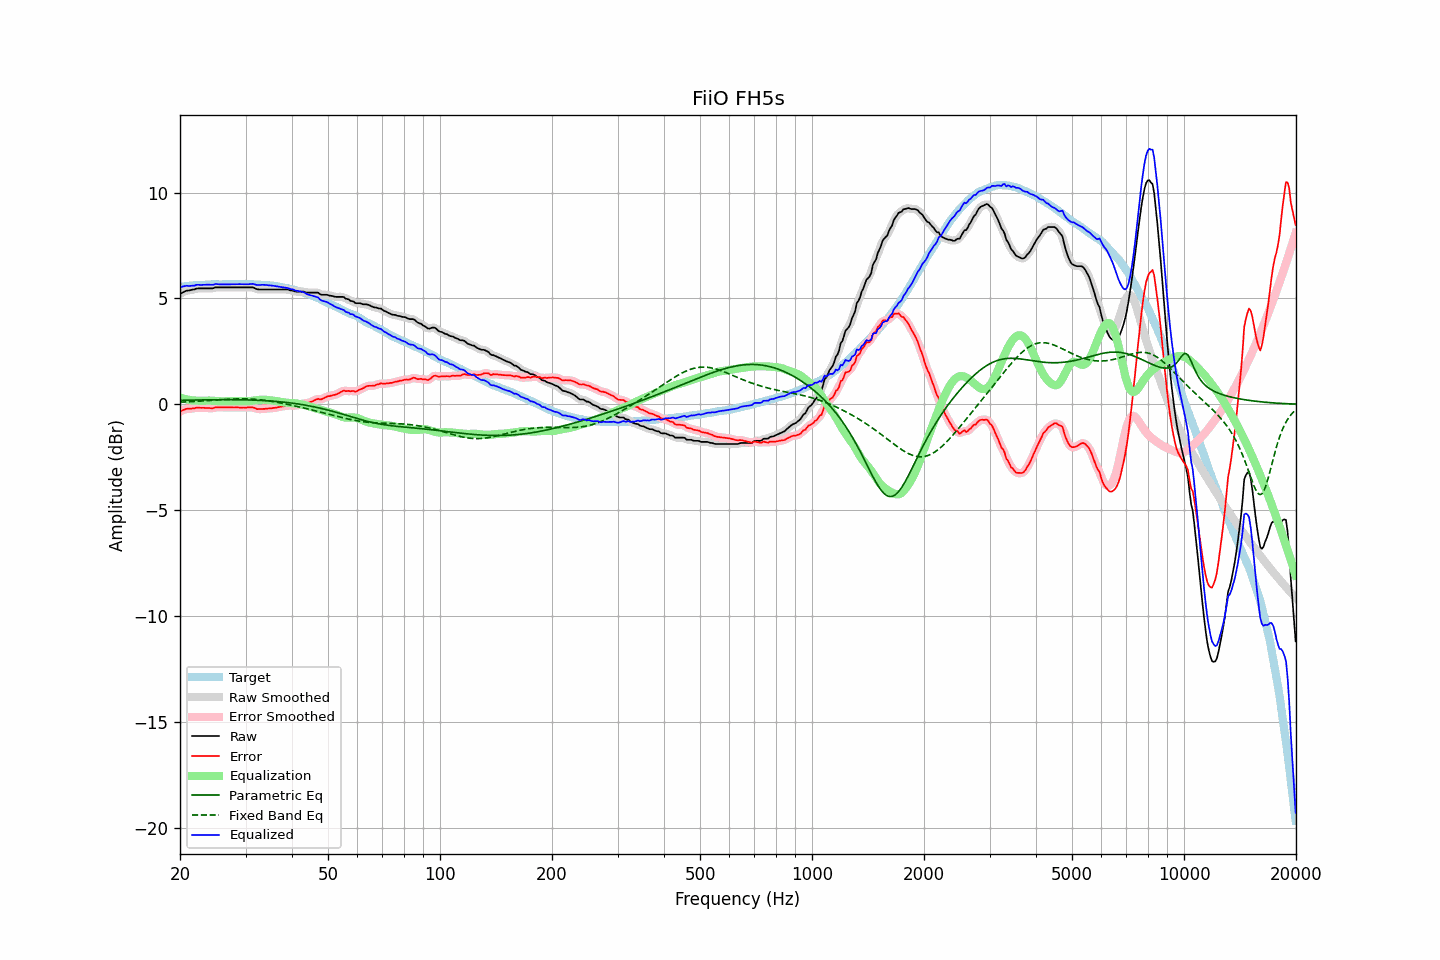 FiiO FH5s
Amplitude (dBr)
10
5
0
−5
−10
−15
−20
Target
Raw Smoothed
Error Smoothed
Raw
Error
Equalization
Parametric Eq
Fixed Band Eq
Equalized
20 50 100 200 500 1000 2000 5000 10000 20000
Frequency (Hz)